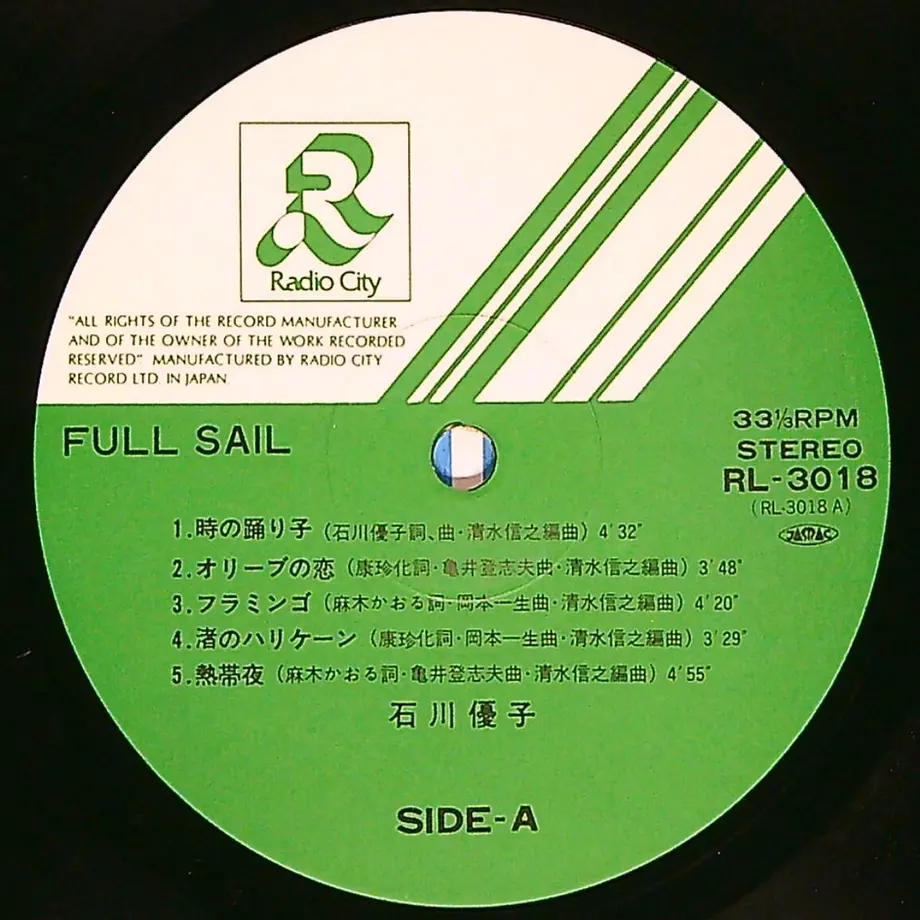 R
Radio City
"ALL RIGHTS OF THE RECORD MANUFACTURER
AND OF THE OWNER OF THE WORK RECORDED
RESERVED" MANUFACTURED BY RADIO CITY
RECORD LTD. IN JAPAN
FULL SAIL
33⅓RPM
STEREO
RL-3018
(RL-3018 A)
JASRAC
1.時の踊り子(石川優子詞、曲・清水信之編曲)4'32"
2.オリーブの恋(康珍化詞・亀井登志夫曲・清水信之編曲)3'48"
3.フラミンゴ(麻木かおる詞・岡本一生曲・清水信之編曲)4'20"
4.渚のハリケーン(康珍化詞・岡本一生曲・清水信之編曲)3'29"
5.熱帯夜(麻木かおる詞・亀井登志夫曲・清水信之編曲)4'55"
石川優子
SIDE-A